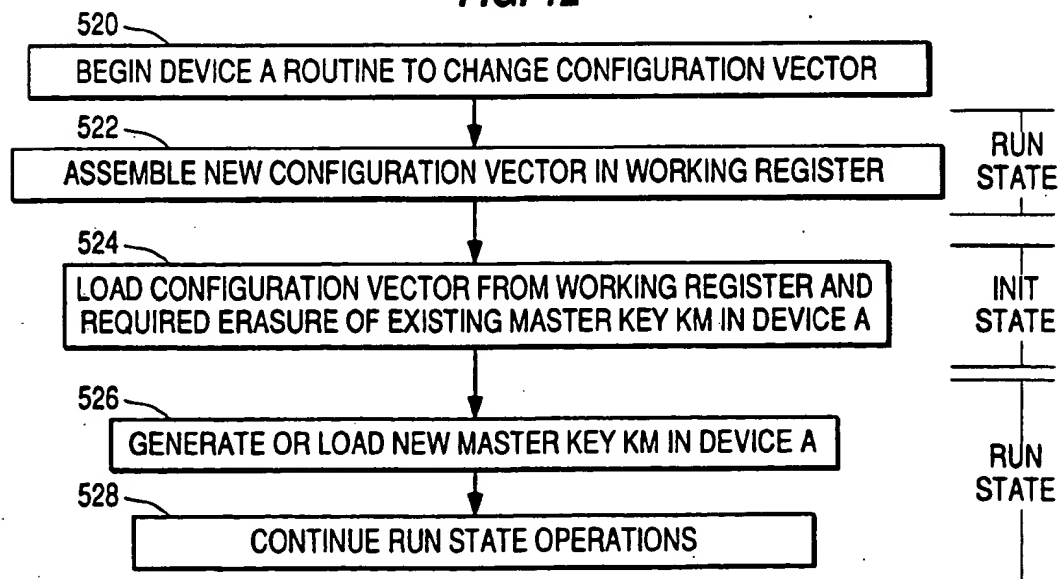 520
BEGIN DEVICE A ROUTINE TO CHANGE CONFIGURATION VECTOR
522
ASSEMBLE NEW CONFIGURATION VECTOR IN WORKING REGISTER
RUN
STATE
524
LOAD CONFIGURATION VECTOR FROM WORKING REGISTER AND
REQUIRED ERASURE OF EXISTING MASTER KEY KM IN DEVICE A
INIT
STATE
526
GENERATE OR LOAD NEW MASTER KEY KM IN DEVICE A
RUN
STATE
528
CONTINUE RUN STATE OPERATIONS